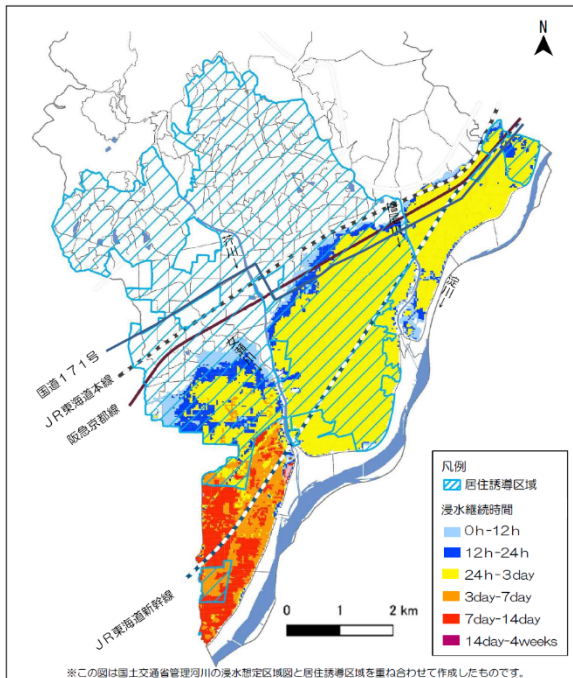 N
芥川
檜尾川
淀川
女瀬川
国道171号
JR東海道本線
阪急京都線
JR東海道新幹線
凡例
居住誘導区域
浸水継続時間
0h-12h
12h-24h
24h-3day
3day-7day
7day-14day
14day-4weeks
0 1 2 km
※この図は国土交通省管理河川の浸水想定区域図と居住誘導区域を重ね合わせて作成したものです。